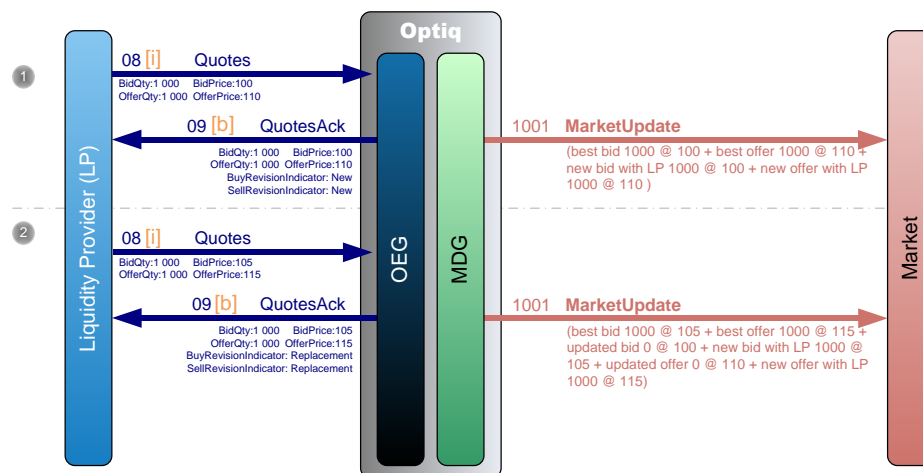 Optiq
1
08 [i] Quotes
BidQty:1 000 BidPrice:100
OfferQty:1 000 OfferPrice:110
09 [b] QuotesAck
BidQty:1 000 BidPrice:100
OfferQty:1 000 OfferPrice:110
BuyRevisionIndicator: New
SellRevisionIndicator: New
1001 MarketUpdate
(best bid 1000 @ 100 + best offer 1000 @ 110 +
new bid with LP 1000 @ 100 + new offer with LP
1000 @ 110 )
2
08 [i] Quotes
BidQty:1 000 BidPrice:105
OfferQty:1 000 OfferPrice:115
09 [b] QuotesAck
BidQty:1 000 BidPrice:105
OfferQty:1 000 OfferPrice:115
BuyRevisionIndicator: Replacement
SellRevisionIndicator: Replacement
1001 MarketUpdate
(best bid 1000 @ 105 + best offer 1000 @ 115 +
updated bid 0 @ 100 + new bid with LP 1000 @
105 + updated offer 0 @ 110 + new offer with LP
1000 @ 115)
Liquidity Provider (LP)
OEG
MDG
Market